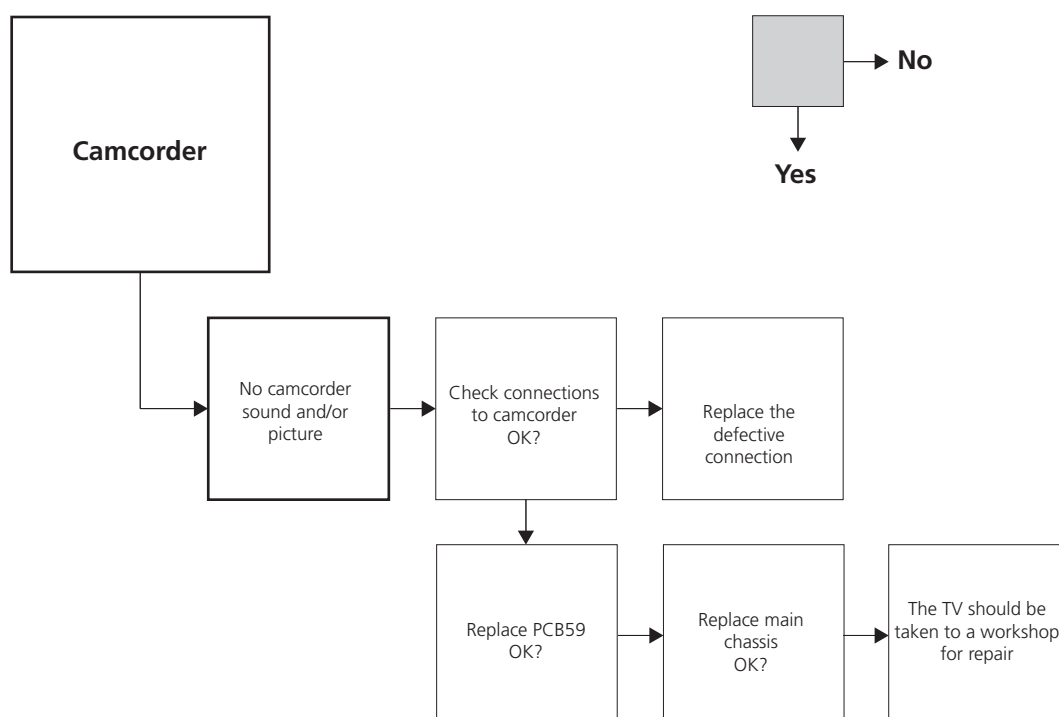 Camcorder
No
Yes
No camcorder
sound and/or
picture
Check connections
to camcorder
OK?
Replace the
defective
connection
Replace PCB59
OK?
Replace main
chassis
OK?
The TV should be
taken to a workshop
for repair